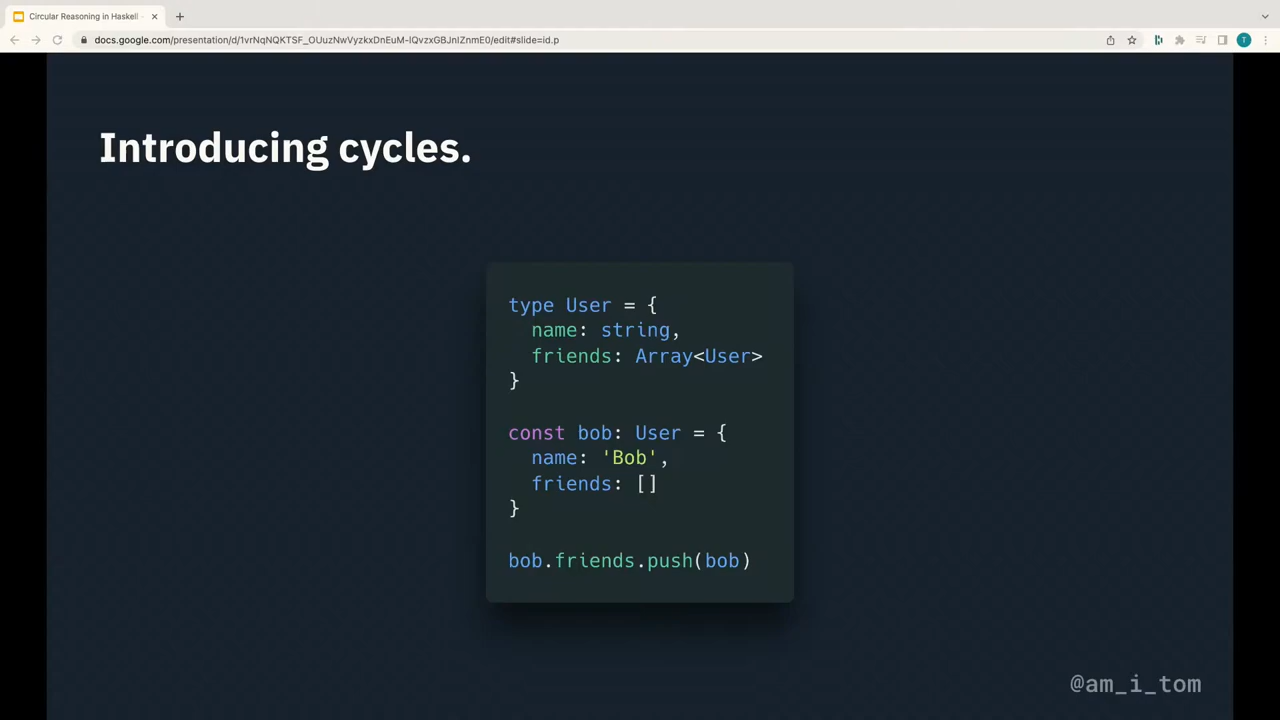 Circular Reasoning in Haskell
docs.google.com/presentation/d/1vrNqNQKTSF_OUuzNwVyzkxDnEuM-lQvzxGBJnIZnmE0/edit#slide=id.p
T
Introducing cycles.
type User = {
  name: string,
  friends: Array<User>
}
const bob: User = {
  name: 'Bob',
  friends: []
}
bob.friends.push(bob)
@am_i_tom